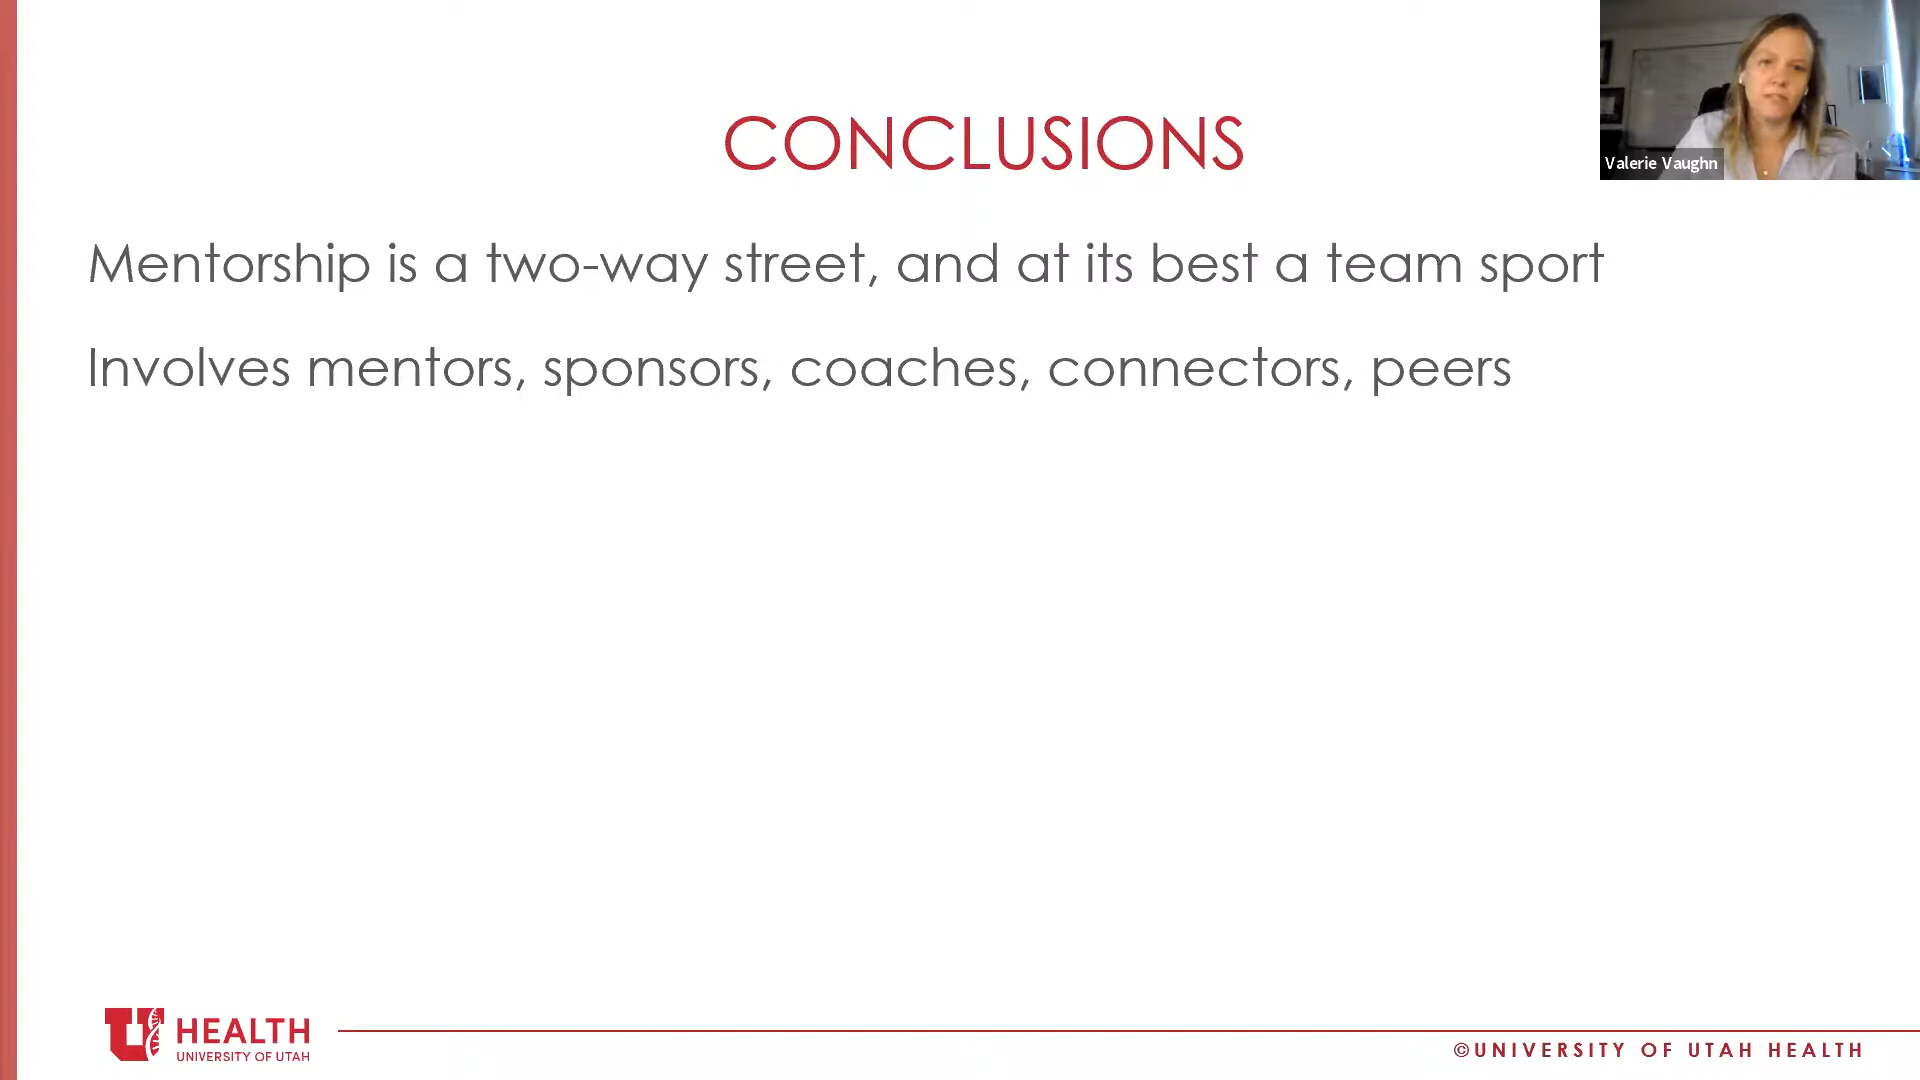 CONCLUSIONS
Valerie Vaughn
Mentorship is a two-way street, and at its best a team sport
Involves mentors, sponsors, coaches, connectors, peers
U HEALTH
UNIVERSITY OF UTAH
©UNIVERSITY OF UTAH HEALTH